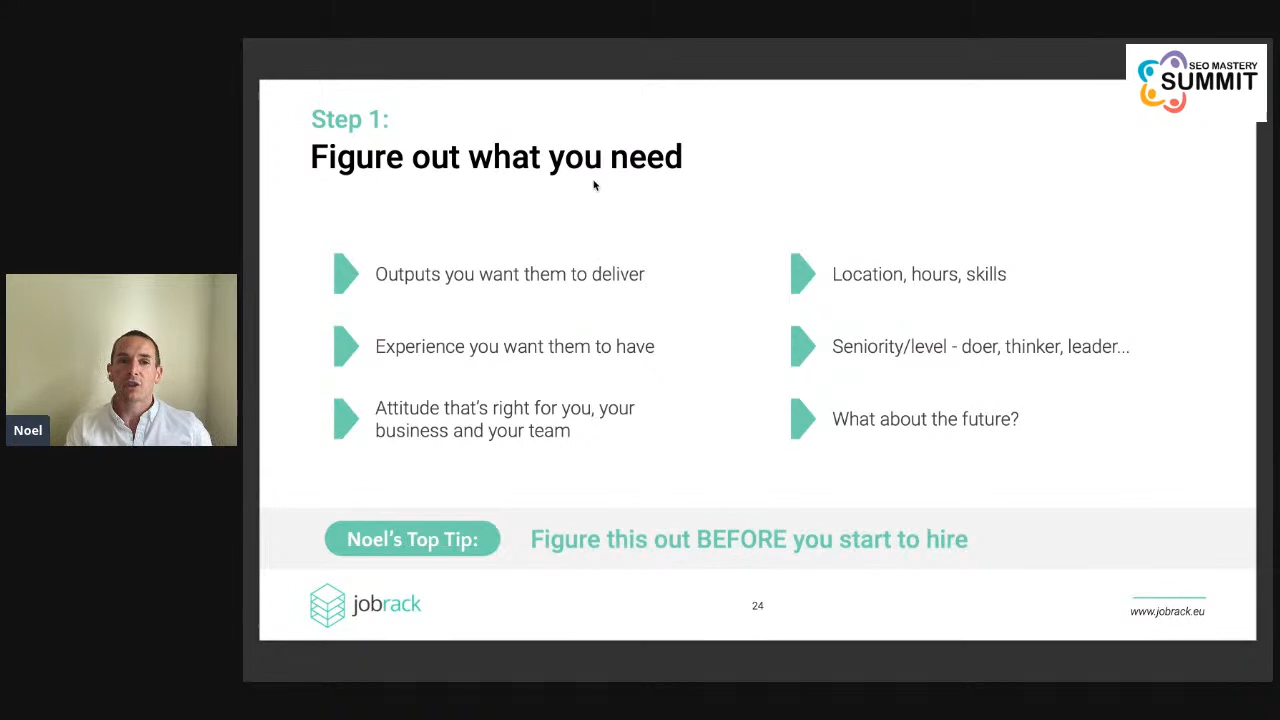 SEO MASTERY
SUMMIT
Step 1:
Figure out what you need
Outputs you want them to deliver
Experience you want them to have
Attitude that's right for you, your
business and your team
Location, hours, skills
Seniority/level - doer, thinker, leader...
What about the future?
Noel
Noel's Top Tip:
Figure this out BEFORE you start to hire
jobrack
24
www.jobrack.eu